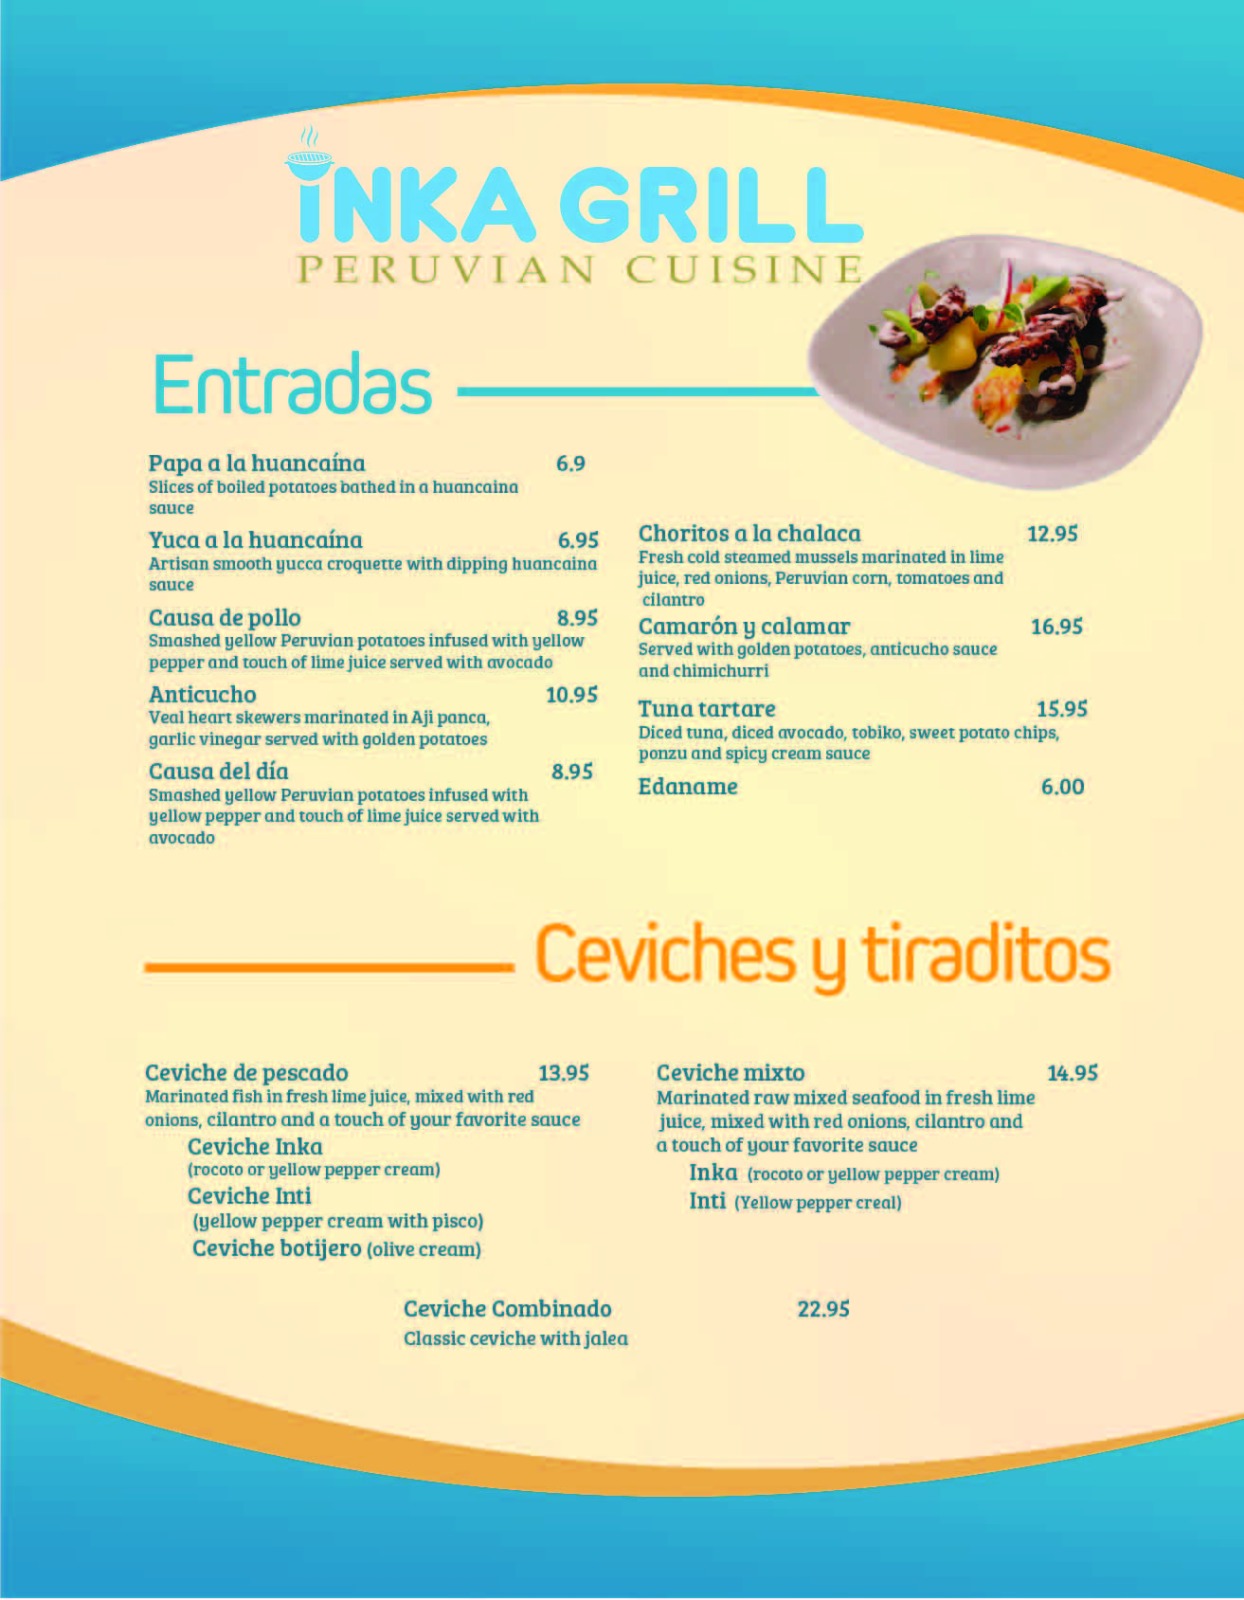 INKA GRILL
PERUVIAN CUISINE
Entradas
Papa a la huancaína 6.9
Slices of boiled potatoes bathed in a huancaina
sauce
Yuca a la huancaína 6.95
Artisan smooth yucca croquette with dipping huancaina
sauce
Causa de pollo 8.95
Smashed yellow Peruvian potatoes infused with yellow
pepper and touch of lime juice served with avocado
Anticucho 10.95
Veal heart skewers marinated in Aji panca,
garlic vinegar served with golden potatoes
Causa del día 8.95
Smashed yellow Peruvian potatoes infused with
yellow pepper and touch of lime juice served with
avocado
Choritos a la chalaca 12.95
Fresh cold steamed mussels marinated in lime
juice, red onions, Peruvian corn, tomatoes and
cilantro
Camarón y calamar 16.95
Served with golden potatoes, anticucho sauce
and chimichurri
Tuna tartare 15.95
Diced tuna, diced avocado, tobiko, sweet potato chips,
ponzu and spicy cream sauce
Edaname 6.00
Ceviches y tiraditos
Ceviche de pescado 13.95
Marinated fish in fresh lime juice, mixed with red
onions, cilantro and a touch of your favorite sauce
Ceviche Inka
(rocoto or yellow pepper cream)
Ceviche Inti
(yellow pepper cream with pisco)
Ceviche botijero (olive cream)
Ceviche mixto 14.95
Marinated raw mixed seafood in fresh lime
juice, mixed with red onions, cilantro and
a touch of your favorite sauce
Inka (rocoto or yellow pepper cream)
Inti (Yellow pepper creal)
Ceviche Combinado 22.95
Classic ceviche with jalea